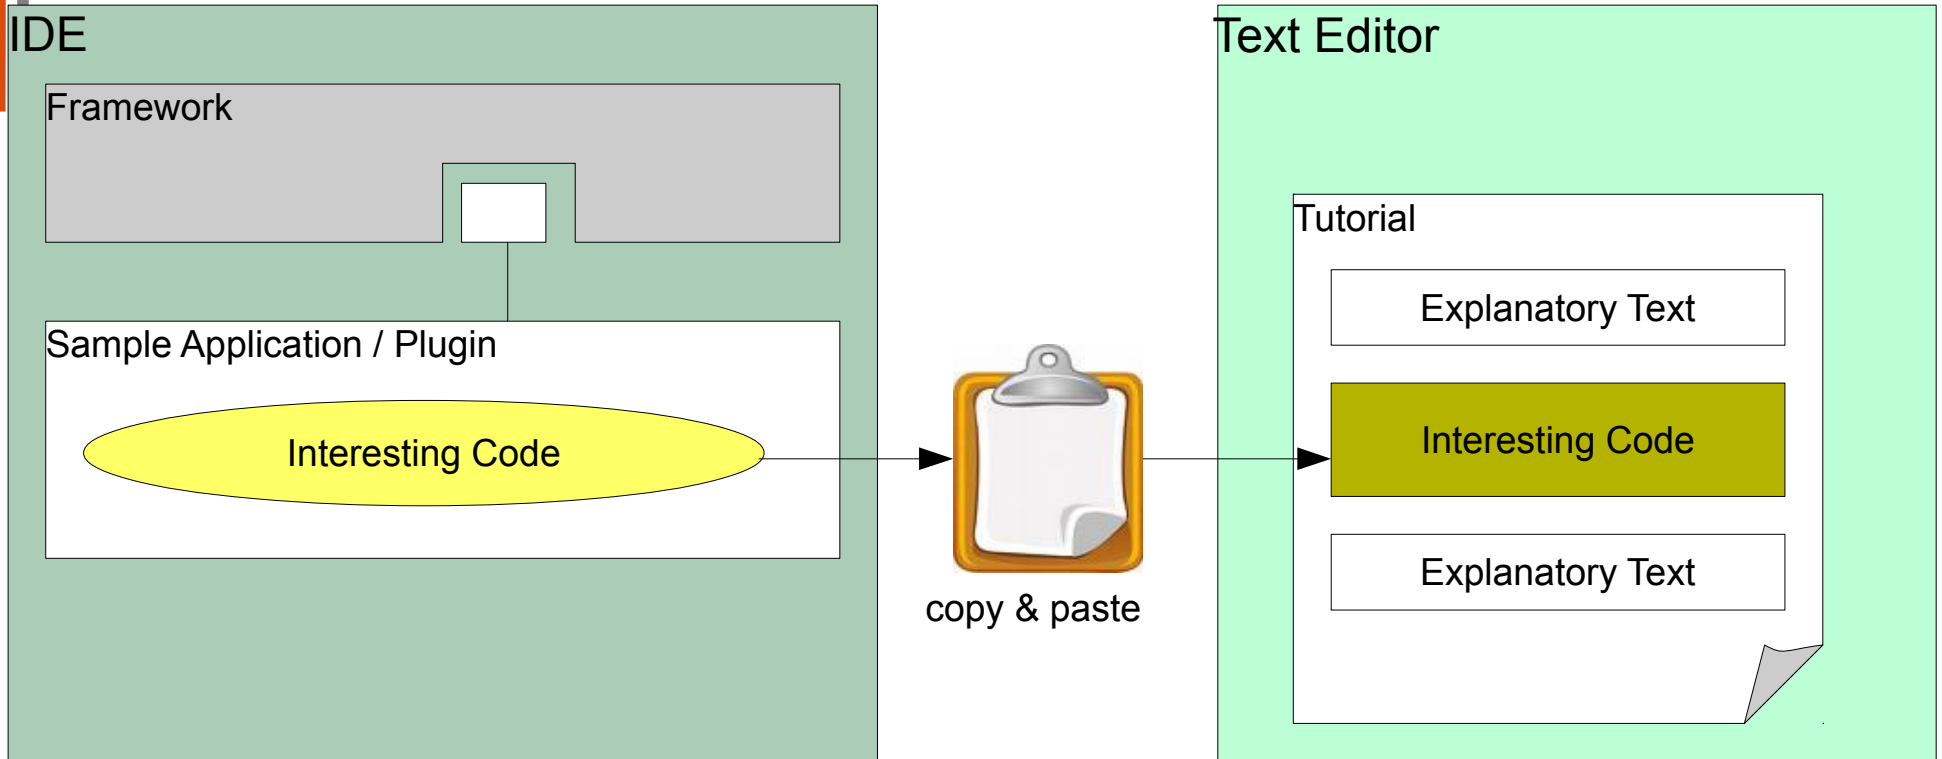 IDE
Framework
Sample Application / Plugin
Interesting Code
copy & paste
Text Editor
Tutorial
Explanatory Text
Interesting Code
Explanatory Text